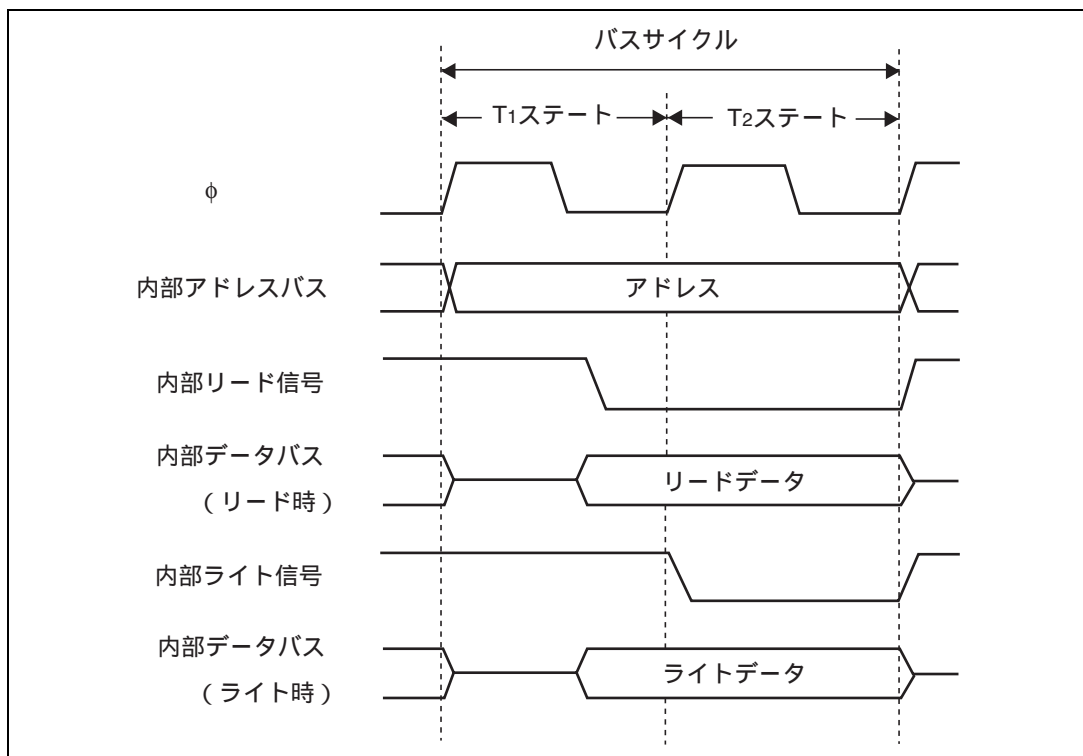 バスサイクル
T1ステート
T2ステート
φ
内部アドレスバス
アドレス
内部リード信号
内部データバス
(リード時)
リードデータ
内部ライト信号
内部データバス
(ライト時)
ライトデータ